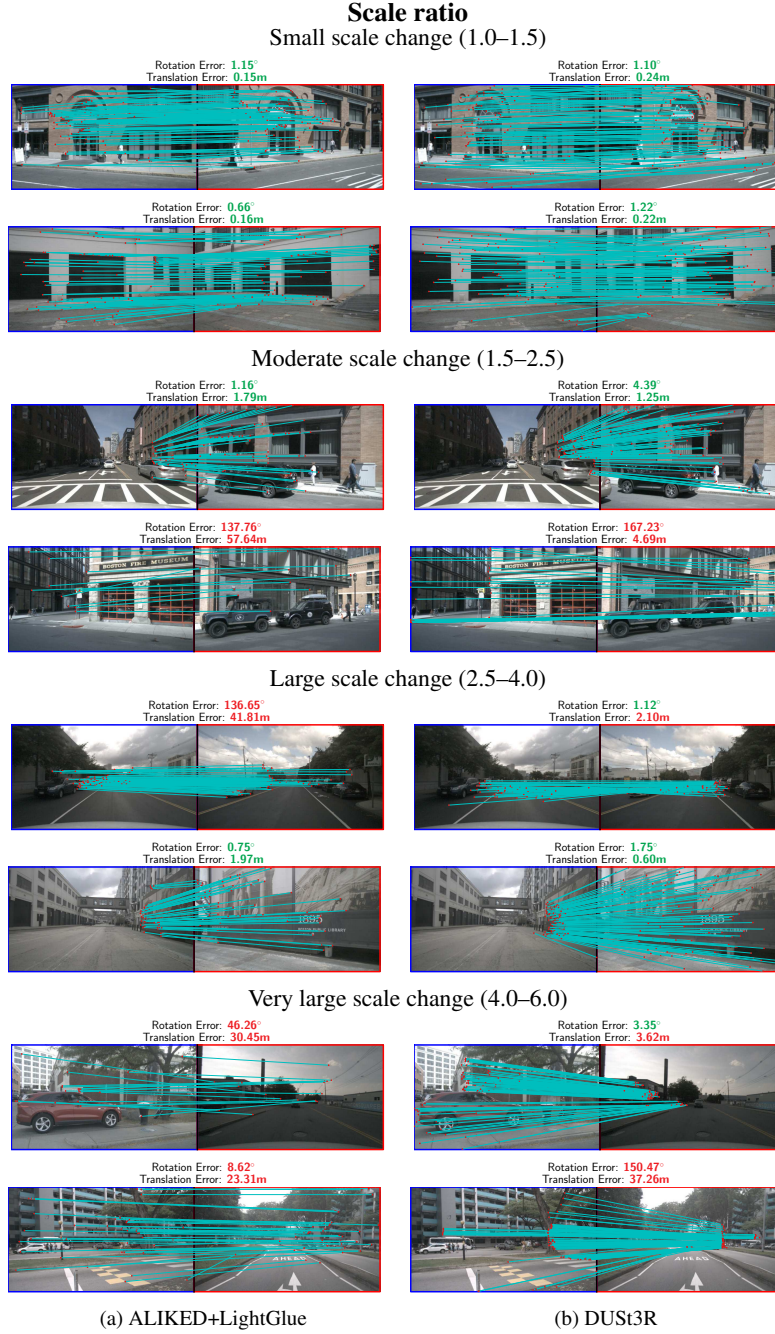 Scale ratio
Small scale change (1.0–1.5)
Rotation Error: 1.15°
Translation Error: 0.15m
Rotation Error: 1.10°
Translation Error: 0.24m
Rotation Error: 0.66°
Translation Error: 0.16m
Rotation Error: 1.22°
Translation Error: 0.22m
Moderate scale change (1.5–2.5)
Rotation Error: 1.16°
Translation Error: 1.79m
Rotation Error: 4.39°
Translation Error: 1.25m
Rotation Error: 137.76°
Translation Error: 57.64m
Rotation Error: 167.23°
Translation Error: 4.69m
BOSTON FIRE MUSEUM
BOSTON FIRE MUSEUM
Large scale change (2.5–4.0)
Rotation Error: 136.65°
Translation Error: 41.81m
Rotation Error: 1.12°
Translation Error: 2.10m
Rotation Error: 0.75°
Translation Error: 1.97m
Rotation Error: 1.75°
Translation Error: 0.60m
1895
PUBLIC LIBRARY
1895
PUBLIC LIBRARY
Very large scale change (4.0–6.0)
Rotation Error: 46.26°
Translation Error: 30.45m
Rotation Error: 3.35°
Translation Error: 3.62m
Rotation Error: 8.62°
Translation Error: 23.31m
Rotation Error: 150.47°
Translation Error: 37.26m
AHEAD
AHEAD
(a) ALIKED+LightGlue
(b) DUSt3R